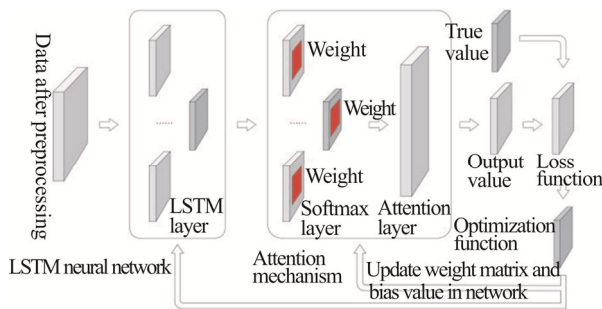 Data after preprocessing
......
LSTM
layer
LSTM neural network
Weight
......
Weight
Weight
Softmax
layer
Attention
layer
Attention
mechanism
True
value
Output
value
Loss
function
Optimization
function
Update weight matrix and
bias value in network